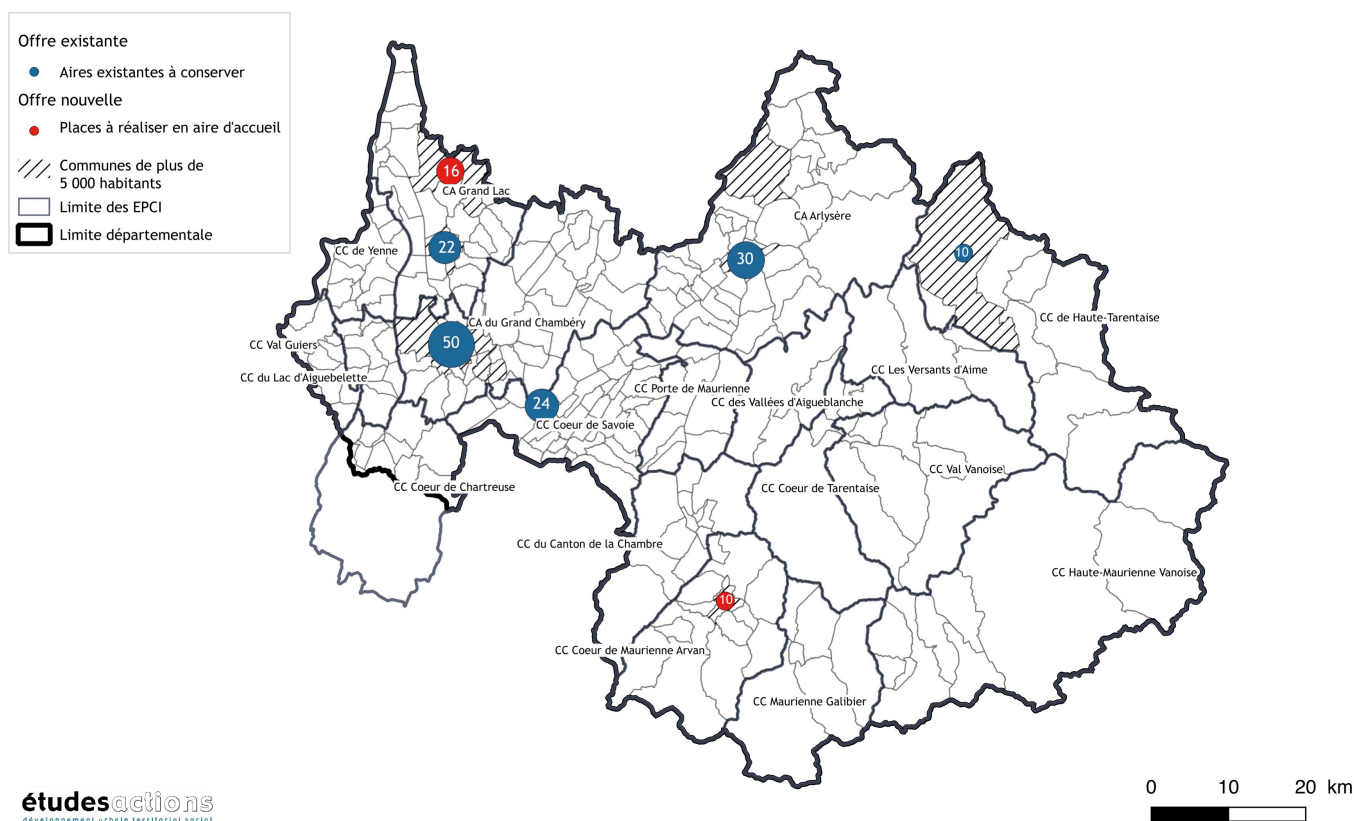 Offre existante
Aires existantes à conserver
Offre nouvelle
Places à réaliser en aire d'accueil
Communes de plus de
5 000 habitants
Limite des EPCI
Limite départementale
16
CA Grand Lac
CA Arlysère
22
CC de Yenne
30
10
CC de Haute-Tarentaise
CA du Grand Chambéry
50
CC Val Guiers
CC Les Versants d'Aime
CC du Lac d'Aiguebelette
CC Porte de Maurienne
24
CC des Vallées d'Aigueblanche
CC Coeur de Savoie
CC Val Vanoise
CC Coeur de Chartreuse
CC Coeur de Tarentaise
CC du Canton de la Chambre
CC Haute-Maurienne Vanoise
10
CC Coeur de Maurienne Arvan
CC Maurienne Galibier
0 10 20 km
étudesactions
développement urbain territorial social